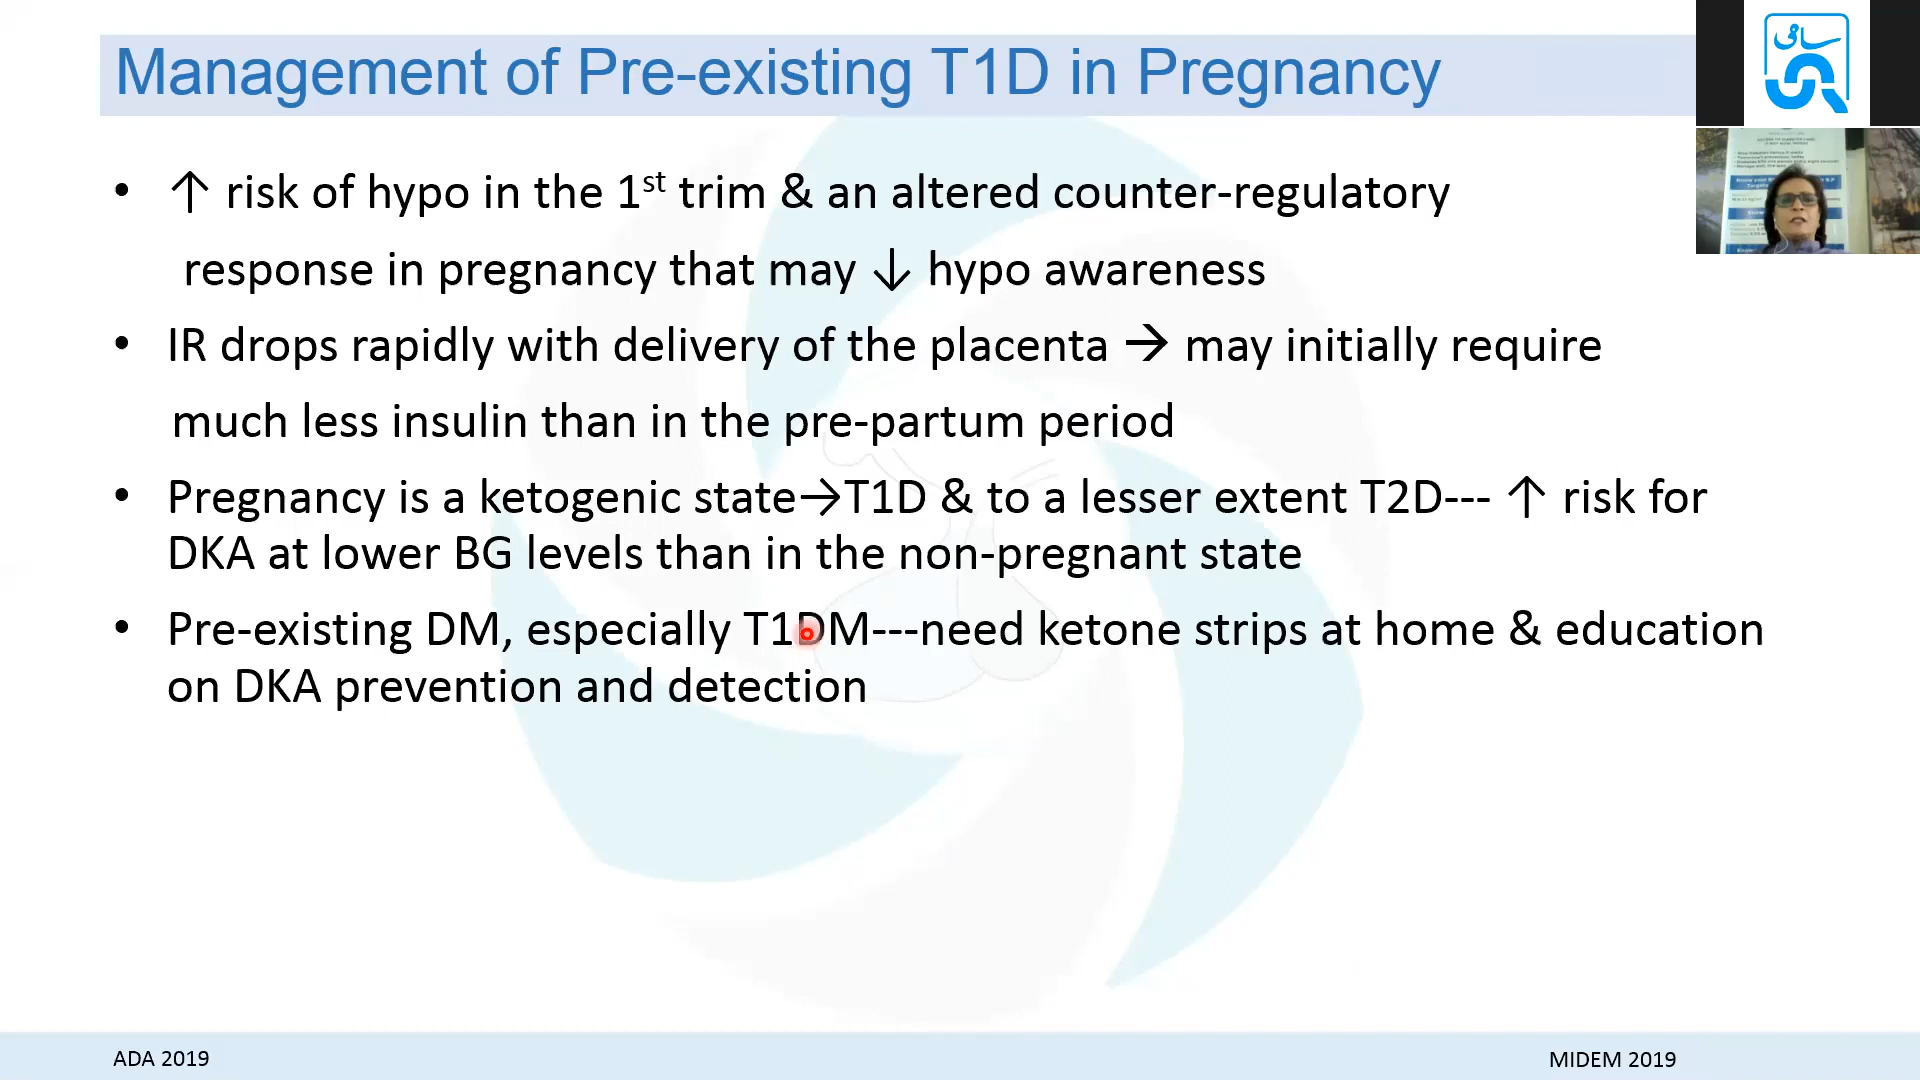 Management of Pre-existing T1D in Pregnancy
سامی
• ↑ risk of hypo in the 1st trim & an altered counter-regulatory
response in pregnancy that may ↓ hypo awareness
• IR drops rapidly with delivery of the placenta → may initially require
much less insulin than in the pre-partum period
• Pregnancy is a ketogenic state→T1D & to a lesser extent T2D--- ↑ risk for
DKA at lower BG levels than in the non-pregnant state
• Pre-existing DM, especially T1DM---need ketone strips at home & education
on DKA prevention and detection
ADA 2019
MIDEM 2019